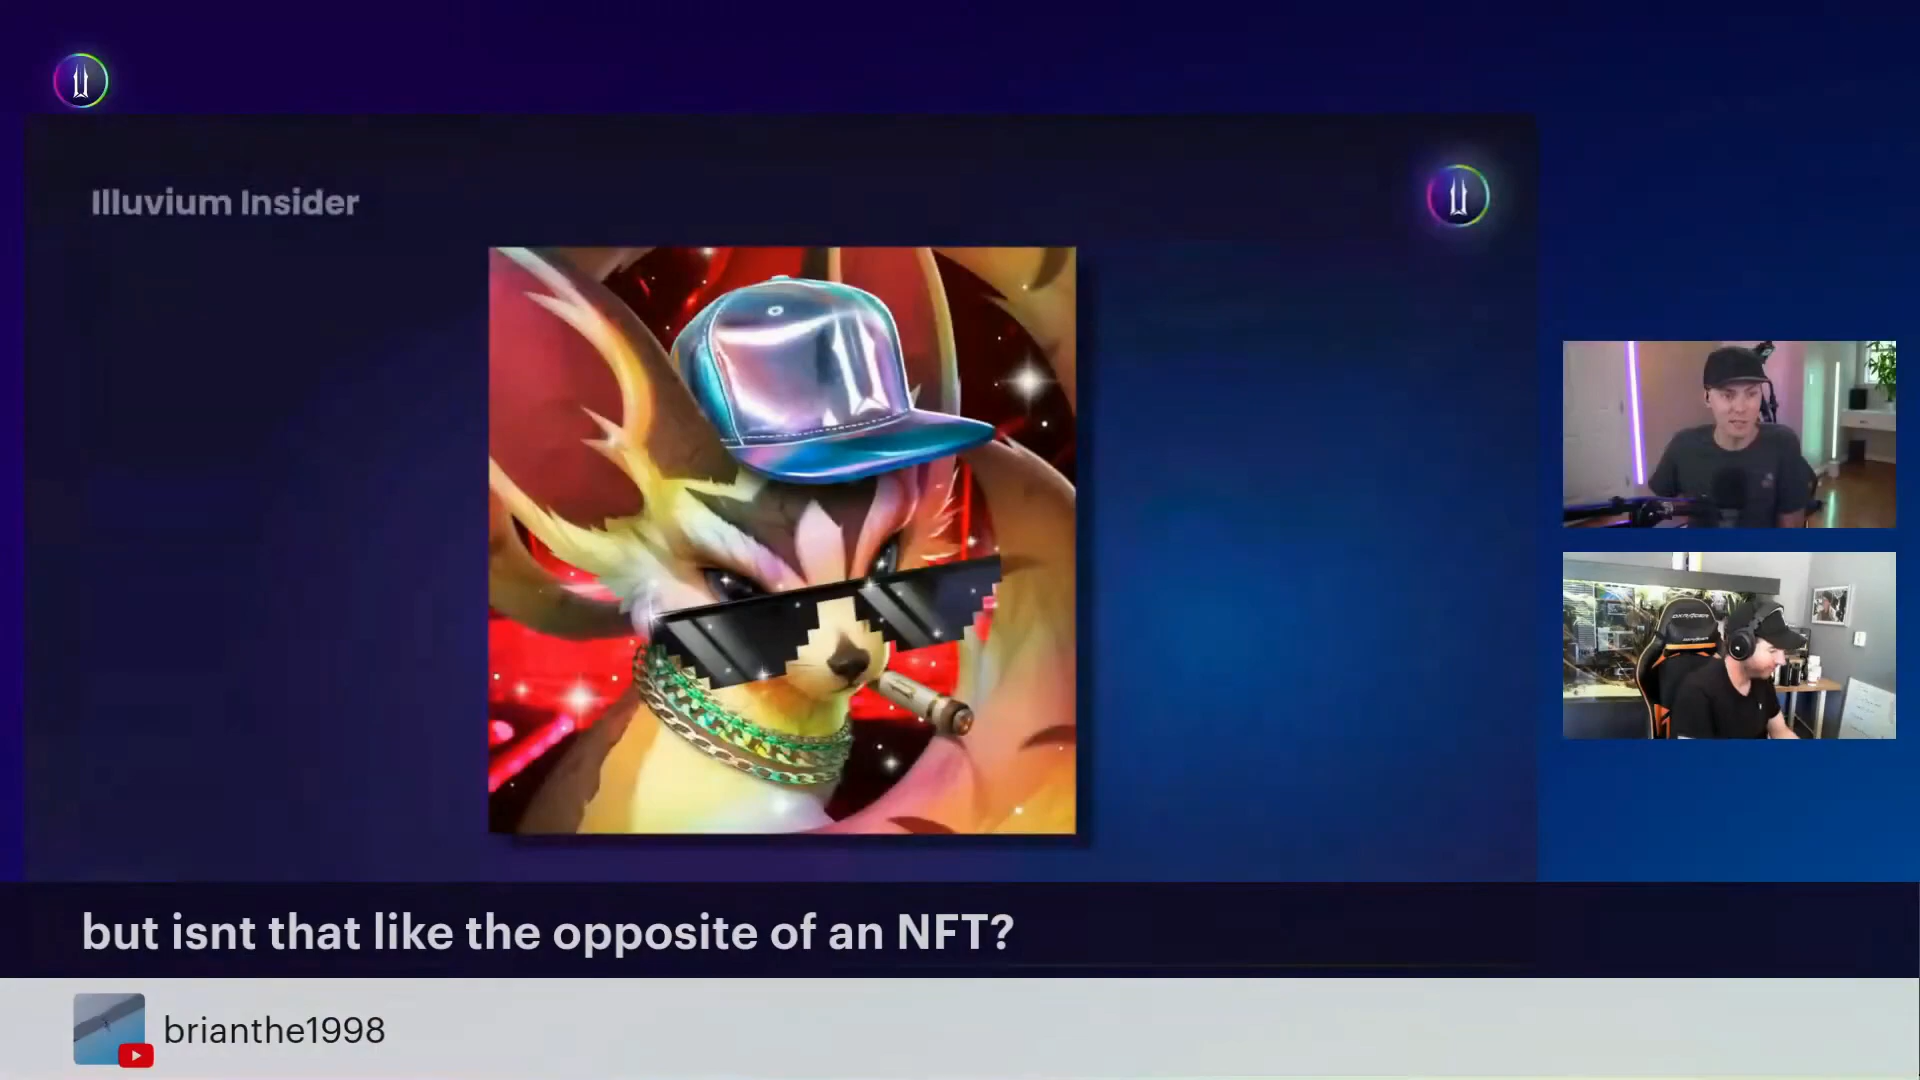 Illuvium Insider
but isnt that like the opposite of an NFT?
brianthe1998